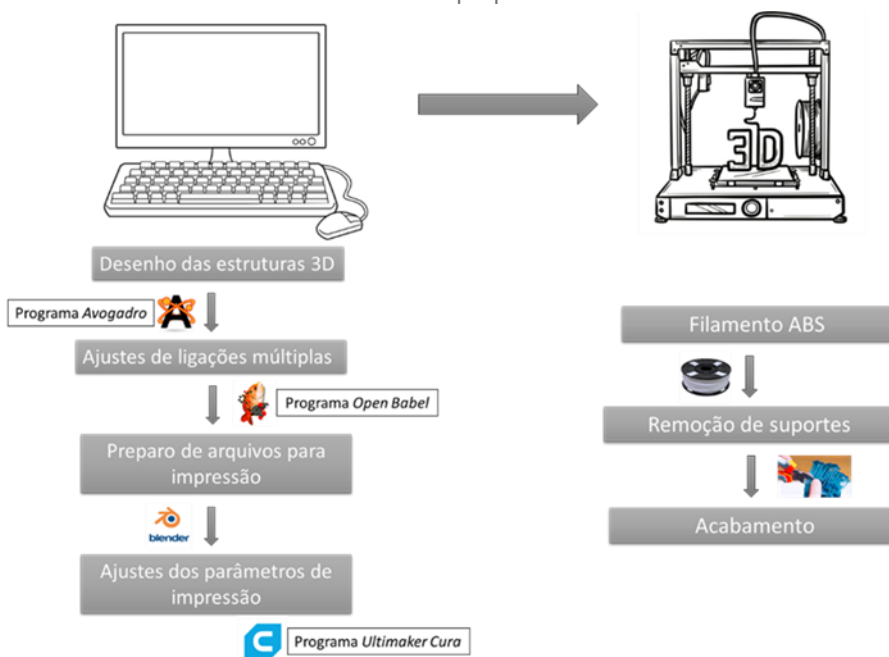 3D
Desenho das estruturas 3D
Programa Avogadro
Ajustes de ligações múltiplas
Programa Open Babel
Preparo de arquivos para
impressão
blender
Ajustes dos parâmetros de
impressão
Programa Ultimaker Cura
Filamento ABS
Remoção de suportes
Acabamento